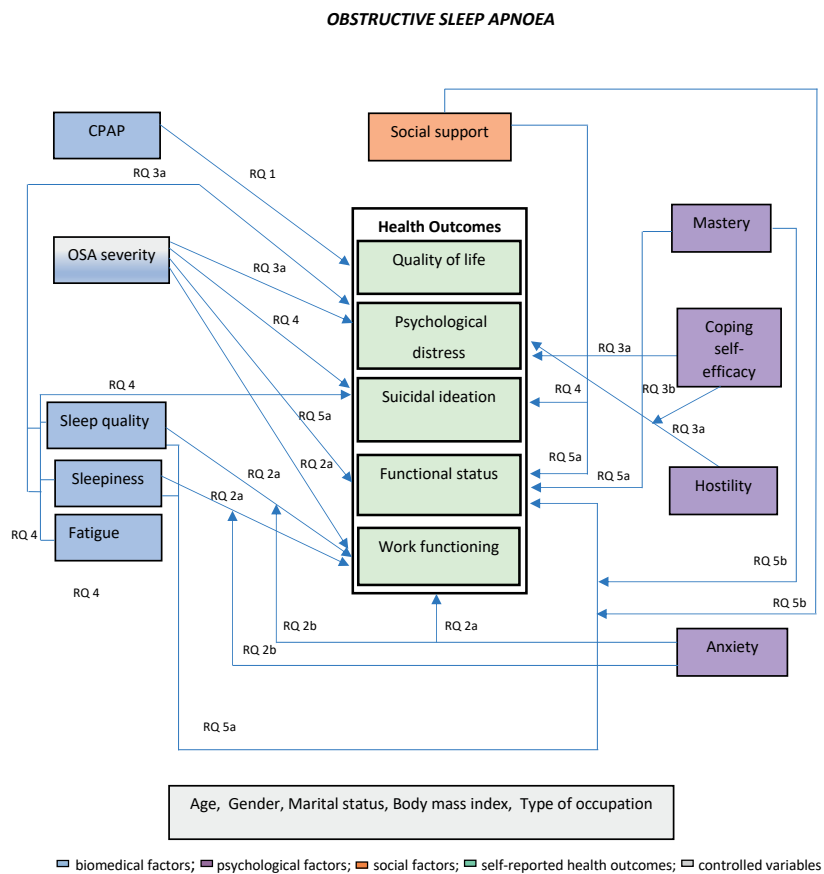 OBSTRUCTIVE SLEEP APNOEA
CPAP
Social support
RQ 3a
RQ 1
Mastery
Health Outcomes
OSA severity
Quality of life
RQ 3a
Psychological
distress
Coping
self-
efficacy
RQ 3a
RQ 4
RQ 4
RQ 4
RQ 3b
Suicidal ideation
Sleep quality
RQ 5a
RQ 3a
RQ 5a
RQ 2a
RQ 2a
RQ 5a
Sleepiness
Functional status
Hostility
RQ 2a
RQ 4
Fatigue
Work functioning
RQ 5b
RQ 4
RQ 5b
RQ 2b
RQ 2a
RQ 2b
Anxiety
RQ 5a
Age, Gender, Marital status, Body mass index, Type of occupation
biomedical factors; psychological factors; social factors; self-reported health outcomes; controlled variables